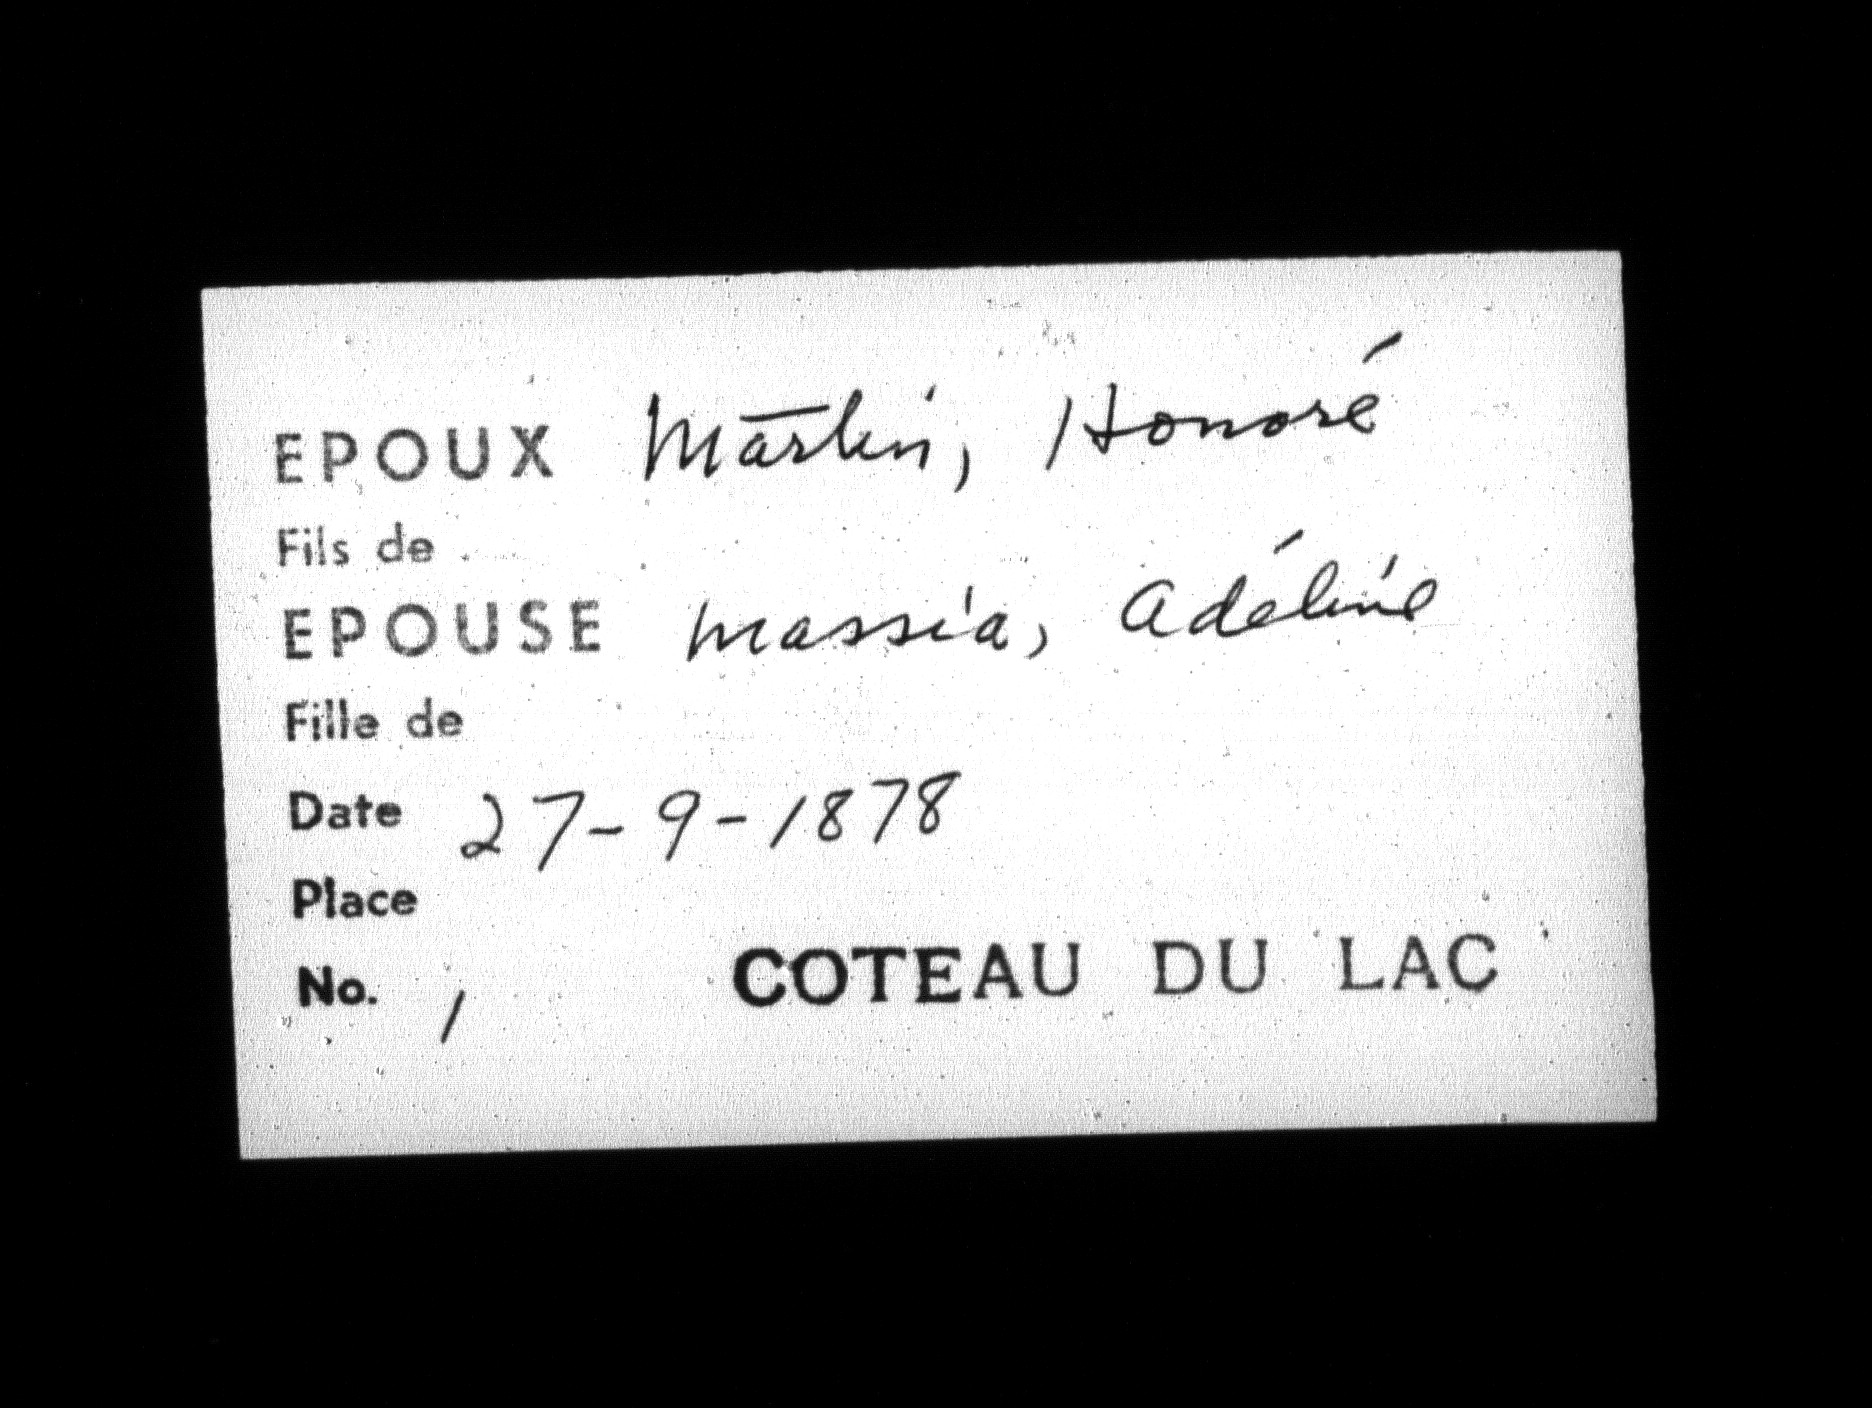 EPOUX Martin, Honoré
Fils de
EPOUSE Massia, Adéline
Fille de
Date 27-9-1878
Place
No. 1 COTEAU DU LAC